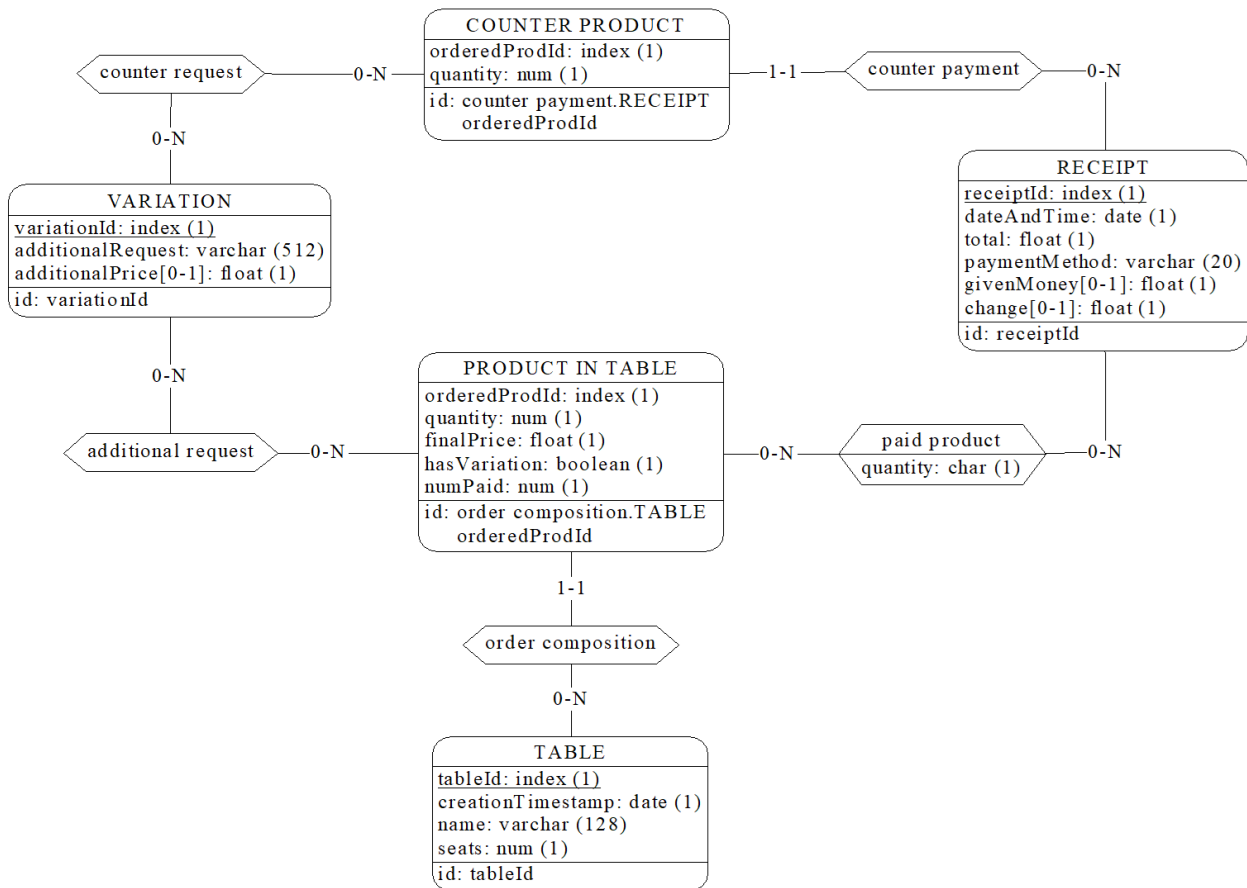 COUNTER PRODUCT
orderedProdId: index (1)
quantity: num (1)
id: counter payment.RECEIPT
orderedProdId
counter request
0-N
1-1
counter payment
0-N
0-N
VARIATION
variationId: index (1)
additionalRequest: varchar (512)
additionalPrice[0-1]: float (1)
id: variationId
RECEIPT
receiptId: index (1)
dateAndTime: date (1)
total: float (1)
paymentMethod: varchar (20)
givenMoney[0-1]: float (1)
change[0-1]: float (1)
id: receiptId
0-N
PRODUCT IN TABLE
orderedProdId: index (1)
quantity: num (1)
finalPrice: float (1)
hasVariation: boolean (1)
numPaid: num (1)
id: order composition.TABLE
orderedProdId
additional request
0-N
0-N
paid product
quantity: char (1)
0-N
1-1
order composition
0-N
TABLE
tableId: index (1)
creationTimestamp: date (1)
name: varchar (128)
seats: num (1)
id: tableId